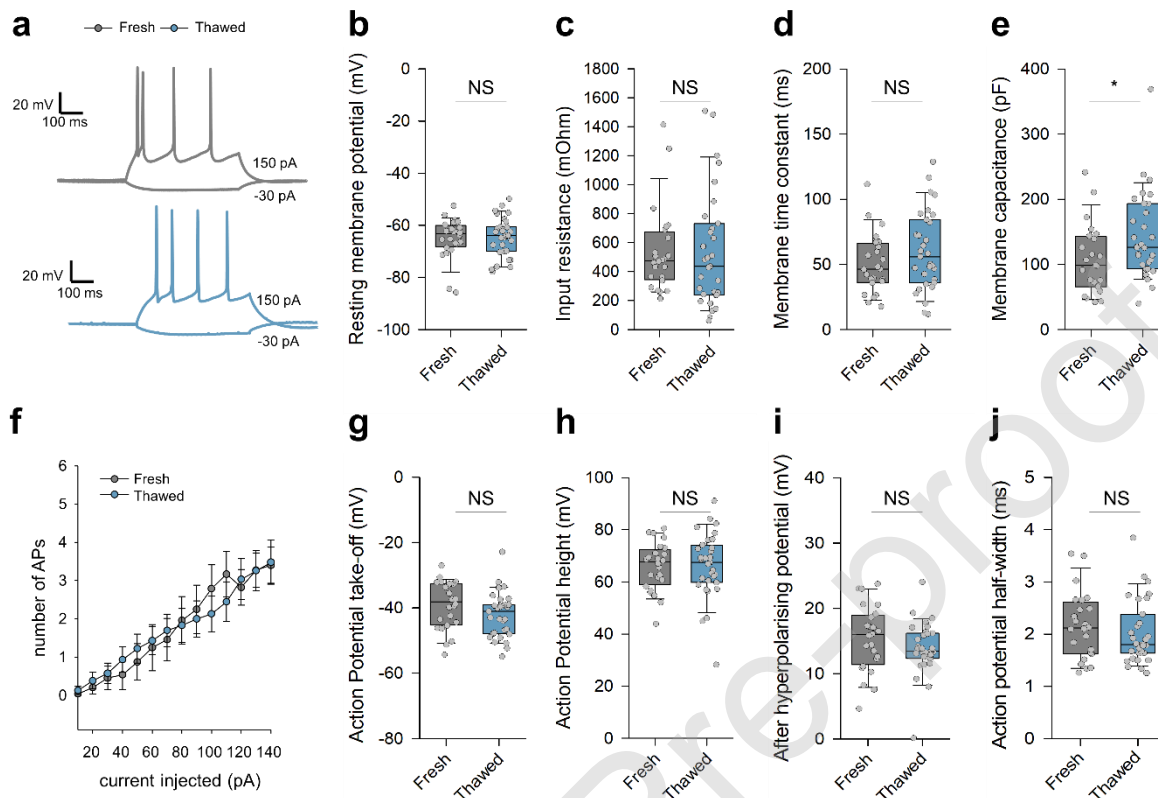 a
Fresh Thawed
20 mV
100 ms
150 pA
-30 pA
20 mV
100 ms
150 pA
-30 pA
b
Resting membrane potential (mV)
0
-20
-40
-60
-80
-100
NS
Fresh
Thawed
c
Input resistance (mOhm)
1800
1600
1400
1200
1000
800
600
400
200
0
NS
Fresh
Thawed
d
Membrane time constant (ms)
200
150
100
50
0
NS
Fresh
Thawed
e
Membrane capacitance (pF)
400
300
200
100
0
*
Fresh
Thawed
f
number of APs
6
5
4
3
2
1
0
Fresh
Thawed
20 40 60 80 100 120 140
current injected (pA)
g
Action Potential take-off (mV)
0
-20
-40
-60
-80
NS
Fresh
Thawed
h
Action Potential height (mV)
100
80
60
40
20
0
NS
Fresh
Thawed
i
After hyperpolarising potential (mV)
40
30
20
10
0
NS
Fresh
Thawed
j
Action potential half-width (ms)
5
4
3
2
1
0
NS
Fresh
Thawed
Pre-proof